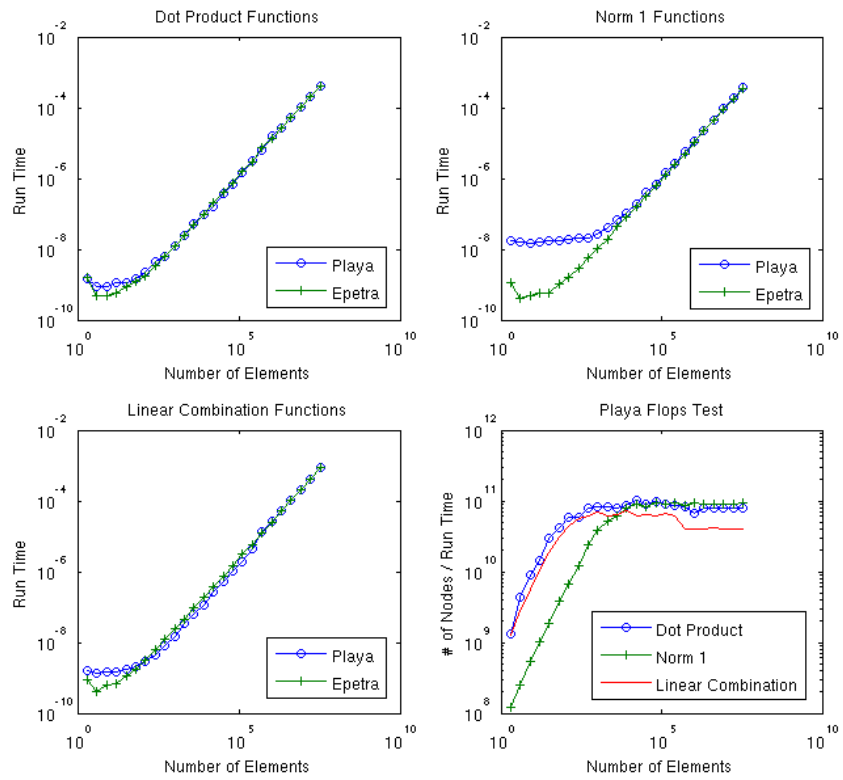 Dot Product Functions
10^-2
10^-4
10^-6
10^-8
10^-10
Run Time
Playa
Epetra
10^0
10^5
10^10
Number of Elements
Norm 1 Functions
10^-2
10^-4
10^-6
10^-8
10^-10
Run Time
Playa
Epetra
10^0
10^5
10^10
Number of Elements
Linear Combination Functions
10^-2
10^-4
10^-6
10^-8
10^-10
Run Time
Playa
Epetra
10^0
10^5
10^10
Number of Elements
Playa Flops Test
10^12
10^11
10^10
10^9
10^8
# of Nodes / Run Time
Dot Product
Norm 1
Linear Combination
10^0
10^5
10^10
Number of Elements